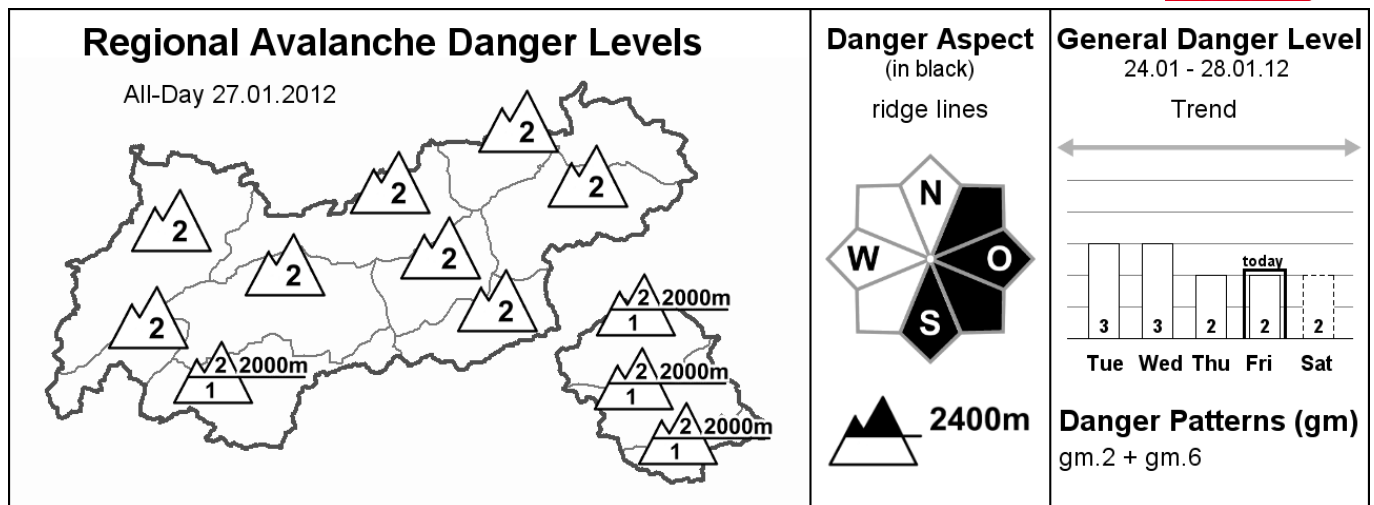 Regional Avalanche Danger Levels
All-Day 27.01.2012
2
2
2
2
2
2
2
2
2 2000m
1
2 2000m
1
2 2000m
1
2 2000m
1
Danger Aspect
(in black)
ridge lines
N
W O
S
2400m
General Danger Level
24.01 - 28.01.12
Trend
today
3 3 2 2 2
Tue Wed Thu Fri Sat
Danger Patterns (gm)
gm.2 + gm.6